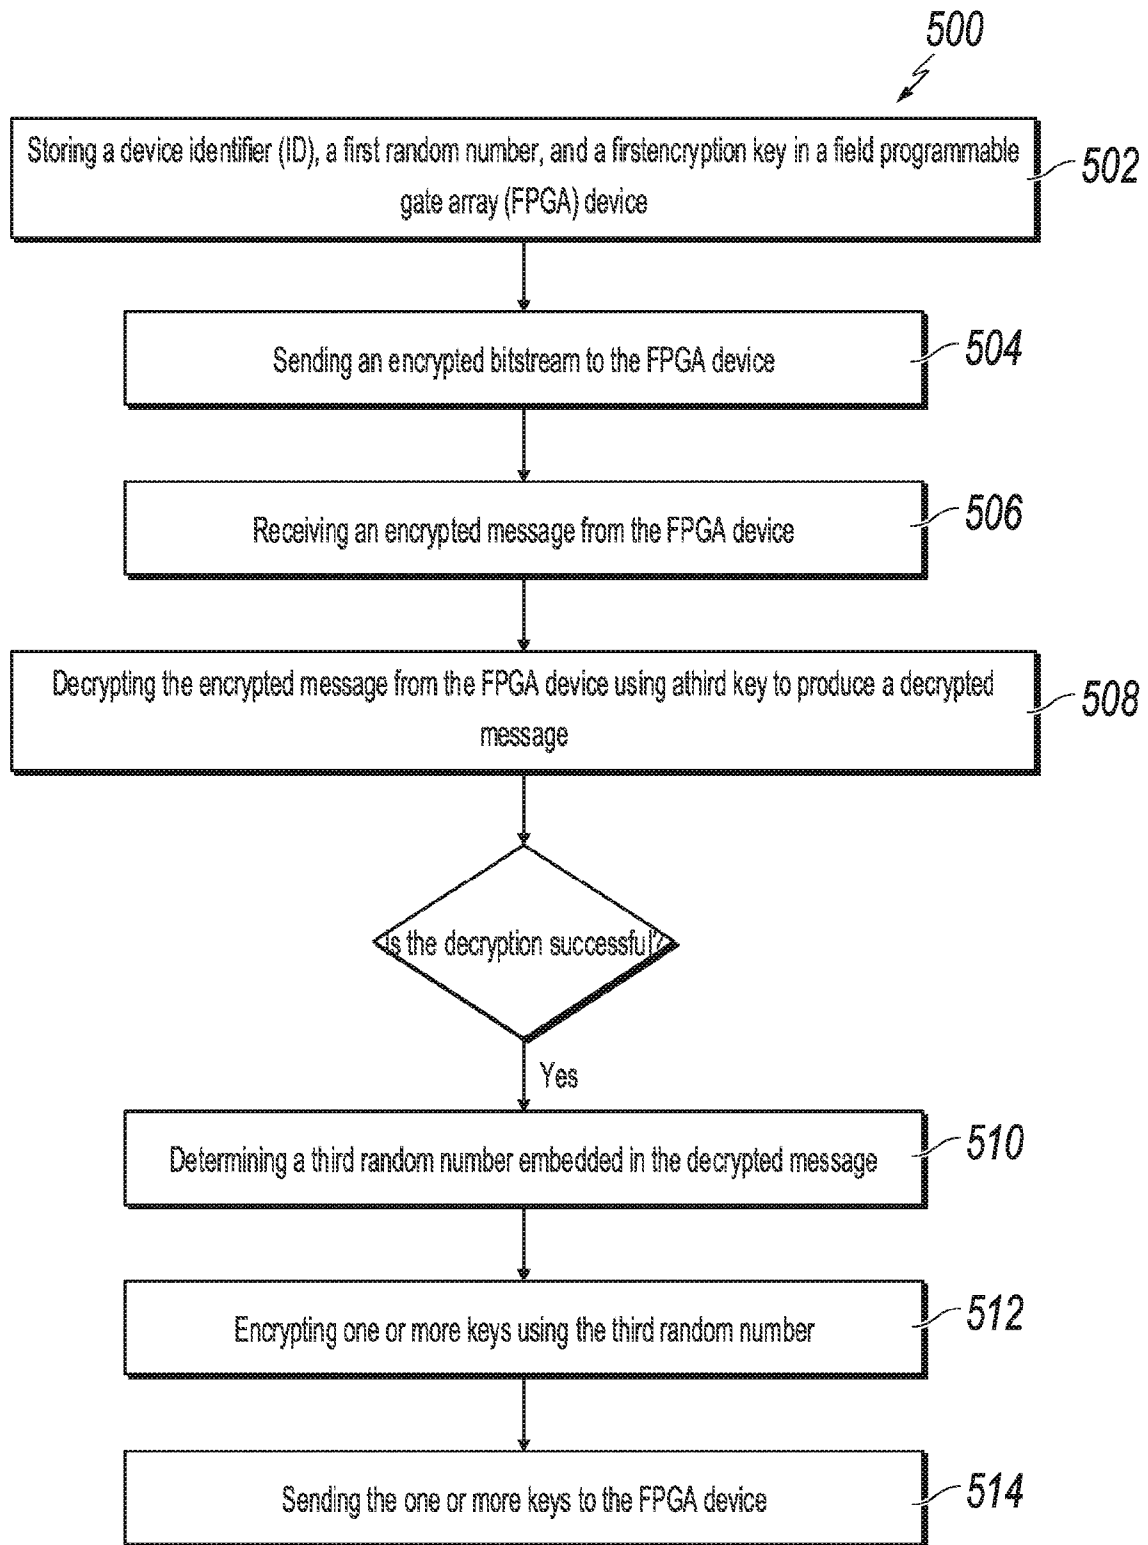 500
Storing a device identifier (ID), a first random number, and a firstencryption key in a field programmable
gate array (FPGA) device
502
Sending an encrypted bitstream to the FPGA device
504
Receiving an encrypted message from the FPGA device
506
Decrypting the encrypted message from the FPGA device using athird key to produce a decrypted
message
508
Is the decryption successful?
Yes
Determining a third random number embedded in the decrypted message
510
Encrypting one or more keys using the third random number
512
Sending the one or more keys to the FPGA device
514